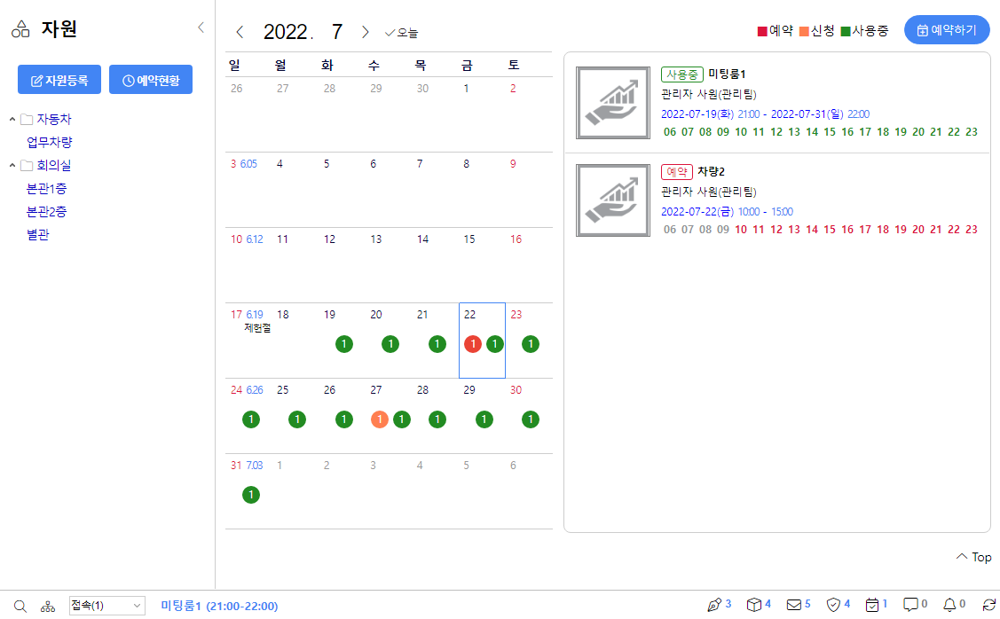 자원
자원등록 예약현황
자동차
업무차량
회의실
본관1층
본관2층
별관
2022. 7 오늘
예약 신청 사용중 예약하기
일 월 화 수 목 금 토
26 27 28 29 30 1 2
3 6.05 4 5 6 7 8 9
10 6.12 11 12 13 14 15 16
17 6.19 18 19 20 21 22 23
제헌절
1 1 1 1 1 1
24 6.26 25 26 27 28 29 30
1 1 1 1 1 1 1 1
31 7.03 1 2 3 4 5 6
1
사용중 미팅룸1
관리자 사원(관리팀)
2022-07-19(화) 21:00 - 2022-07-31(일) 22:00
06 07 08 09 10 11 12 13 14 15 16 17 18 19 20 21 22 23
예약 차량2
관리자 사원(관리팀)
2022-07-22(금) 10:00 - 15:00
06 07 08 09 10 11 12 13 14 15 16 17 18 19 20 21 22 23
Top
접속(1) 미팅룸1 (21:00-22:00) 3 4 5 4 1 0 0